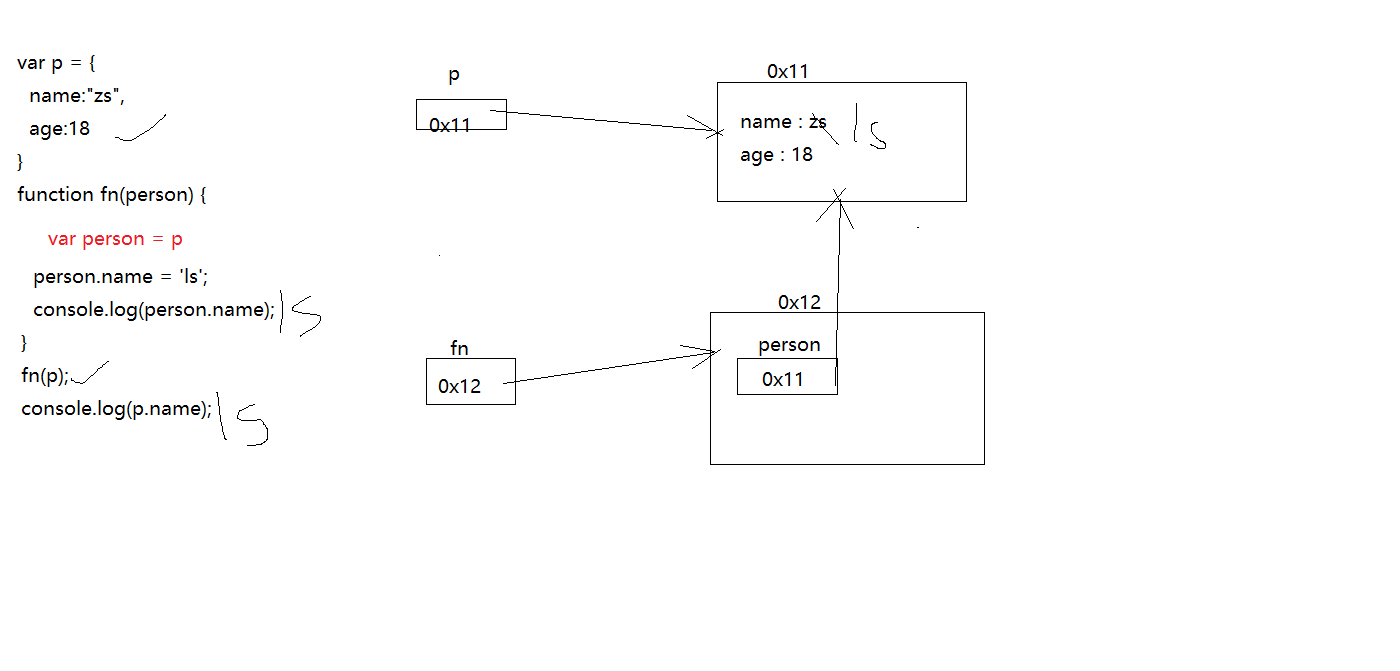 var p = {
name:"zs",
age:18
}
function fn(person) {
var person = p
person.name = 'ls';
console.log(person.name); ls
}
fn(p);
console.log(p.name); ls
p
0x11
0x11
name : zs ls
age : 18
fn
0x12
0x12
person
0x11